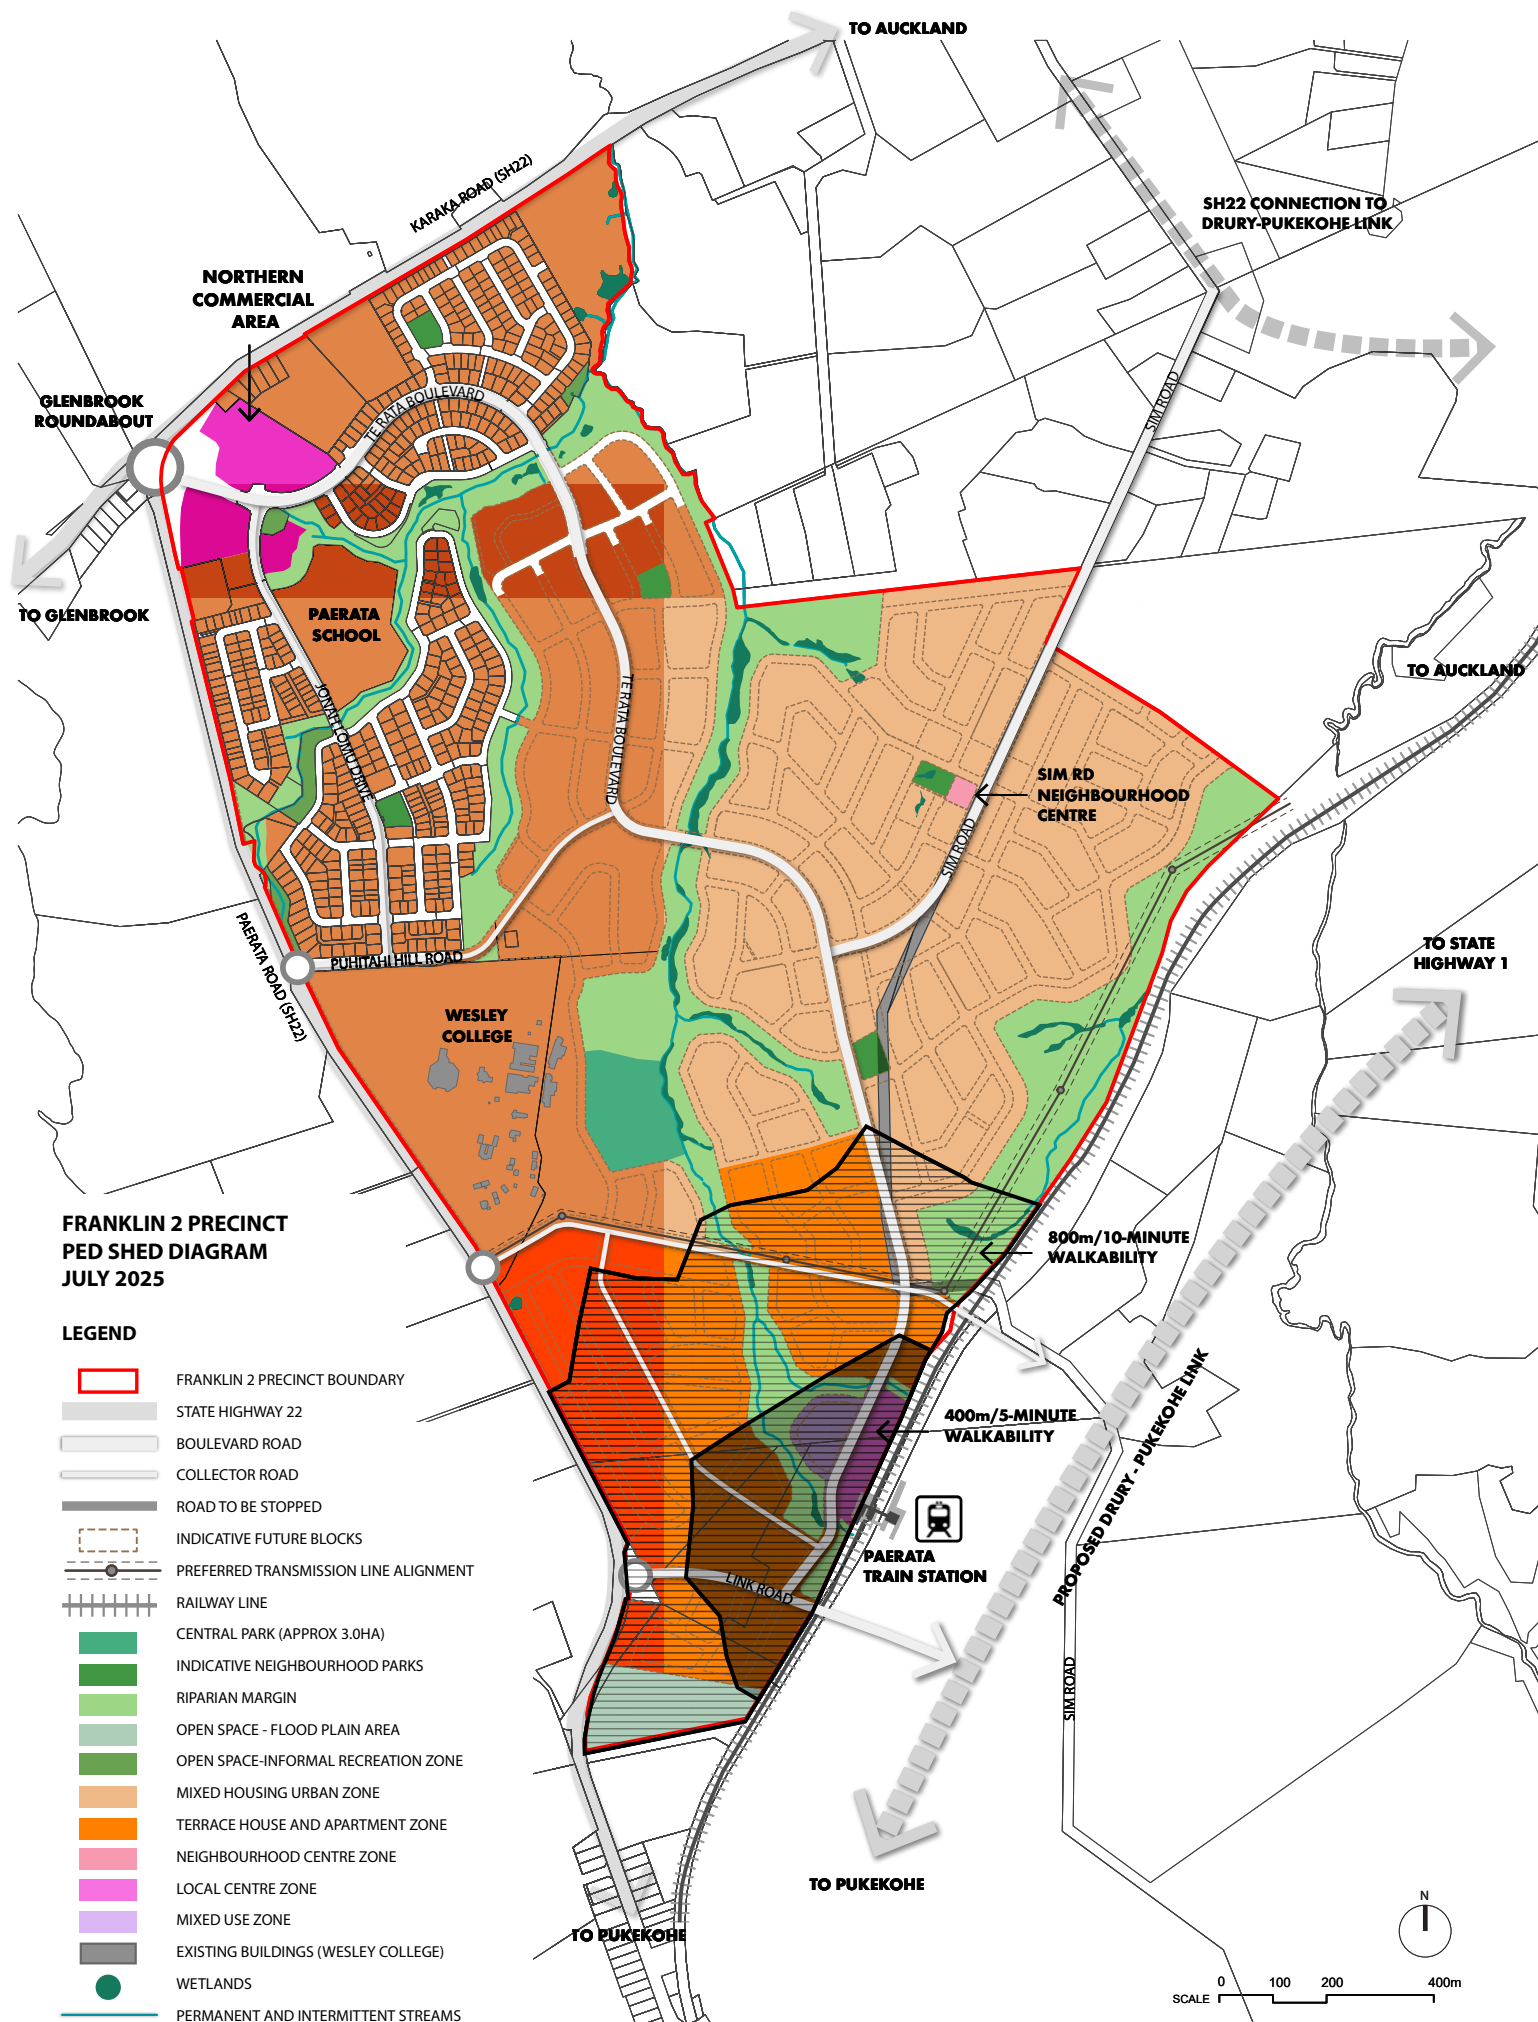 TO AUCKLAND
KARAKA ROAD (SH22)
SH22 CONNECTION TO
DRURY-PUKEKOHE LINK
NORTHERN
COMMERCIAL
AREA
GLENBROOK
ROUNDABOUT
TE RATA BOULEVARD
SIM ROAD
TO GLENBROOK
PAERATA
SCHOOL
TO AUCKLAND
JONAH LOMU DRIVE
TE RATA BOULEVARD
SIM RD
NEIGHBOURHOOD
CENTRE
SIM ROAD
PAERATA ROAD (SH22)
PUHITAHI HILL ROAD
TO STATE
HIGHWAY 1
WESLEY
COLLEGE
800m/10-MINUTE
WALKABILITY
400m/5-MINUTE
WALKABILITY
PROPOSED DRURY - PUKEKOHE LINK
PAERATA
TRAIN STATION
LINK ROAD
SIM ROAD
TO PUKEKOHE
TO PUKEKOHE
FRANKLIN 2 PRECINCT
PED SHED DIAGRAM
JULY 2025
LEGEND
FRANKLIN 2 PRECINCT BOUNDARY
STATE HIGHWAY 22
BOULEVARD ROAD
COLLECTOR ROAD
ROAD TO BE STOPPED
INDICATIVE FUTURE BLOCKS
PREFERRED TRANSMISSION LINE ALIGNMENT
RAILWAY LINE
CENTRAL PARK (APPROX 3.0HA)
INDICATIVE NEIGHBOURHOOD PARKS
RIPARIAN MARGIN
OPEN SPACE - FLOOD PLAIN AREA
OPEN SPACE-INFORMAL RECREATION ZONE
MIXED HOUSING URBAN ZONE
TERRACE HOUSE AND APARTMENT ZONE
NEIGHBOURHOOD CENTRE ZONE
LOCAL CENTRE ZONE
MIXED USE ZONE
EXISTING BUILDINGS (WESLEY COLLEGE)
WETLANDS
PERMANENT AND INTERMITTENT STREAMS
N
0 100 200 400m
SCALE